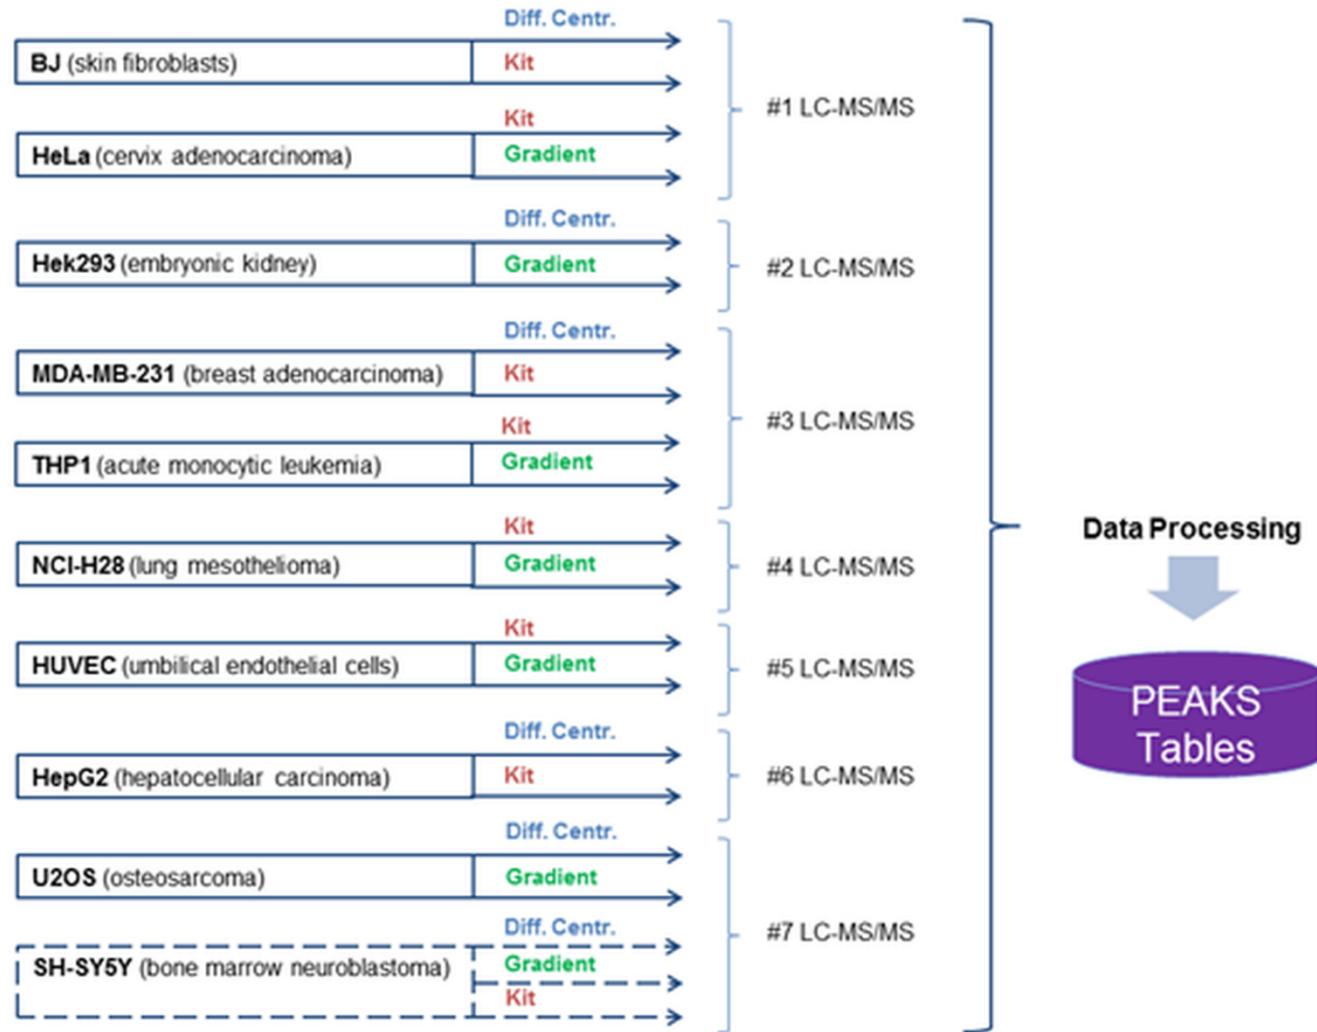 Diff. Centr.
BJ (skin fibroblasts)
Kit
#1 LC-MS/MS
Kit
HeLa (cervix adenocarcinoma)
Gradient
Diff. Centr.
Hek293 (embryonic kidney)
Gradient
#2 LC-MS/MS
Diff. Centr.
MDA-MB-231 (breast adenocarcinoma)
Kit
#3 LC-MS/MS
Kit
THP1 (acute monocytic leukemia)
Gradient
Kit
NCI-H28 (lung mesothelioma)
Gradient
#4 LC-MS/MS
Kit
HUVEC (umbilical endothelial cells)
Gradient
#5 LC-MS/MS
Diff. Centr.
HepG2 (hepatocellular carcinoma)
Kit
#6 LC-MS/MS
Diff. Centr.
U2OS (osteosarcoma)
Gradient
#7 LC-MS/MS
Diff. Centr.
SH-SY5Y (bone marrow neuroblastoma)
Gradient
Kit
Data Processing
PEAKS
Tables